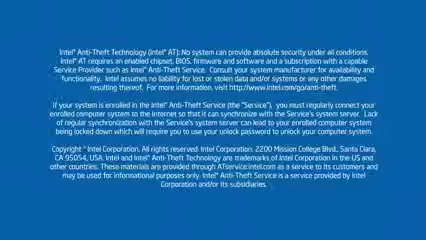 Intel® Anti-Theft Technology (Intel® AT): No system can provide absolute security under all conditions.
Intel® AT requires an enabled chipset, BIOS, firmware and software and a subscription with a capable
Service Provider such as Intel® Anti-Theft Service. Consult your system manufacturer for availability and
functionality. Intel assumes no liability for lost or stolen data and/or systems or any other damages
resulting thereof. For more information, visit http://www.intel.com/go/anti-theft.
If your system is enrolled in the Intel® Anti-Theft Service (the "Service"), you must regularly connect your
enrolled computer system to the Internet so that it can synchronize with the Service's system server. Lack
of regular synchronization with the Service's system server can lead to your enrolled computer system
being locked down which will require you to use your unlock password to unlock your computer system.
Copyright © Intel Corporation. All rights reserved. Intel Corporation. 2200 Mission College Blvd., Santa Clara,
CA 95054, USA. Intel and Intel® Anti-Theft Technology are trademarks of Intel Corporation in the US and
other countries. These materials are provided through ATservice.intel.com as a service to its customers and
may be used for informational purposes only. Intel® Anti-Theft Service is a service provided by Intel
Corporation and/or its subsidiaries.